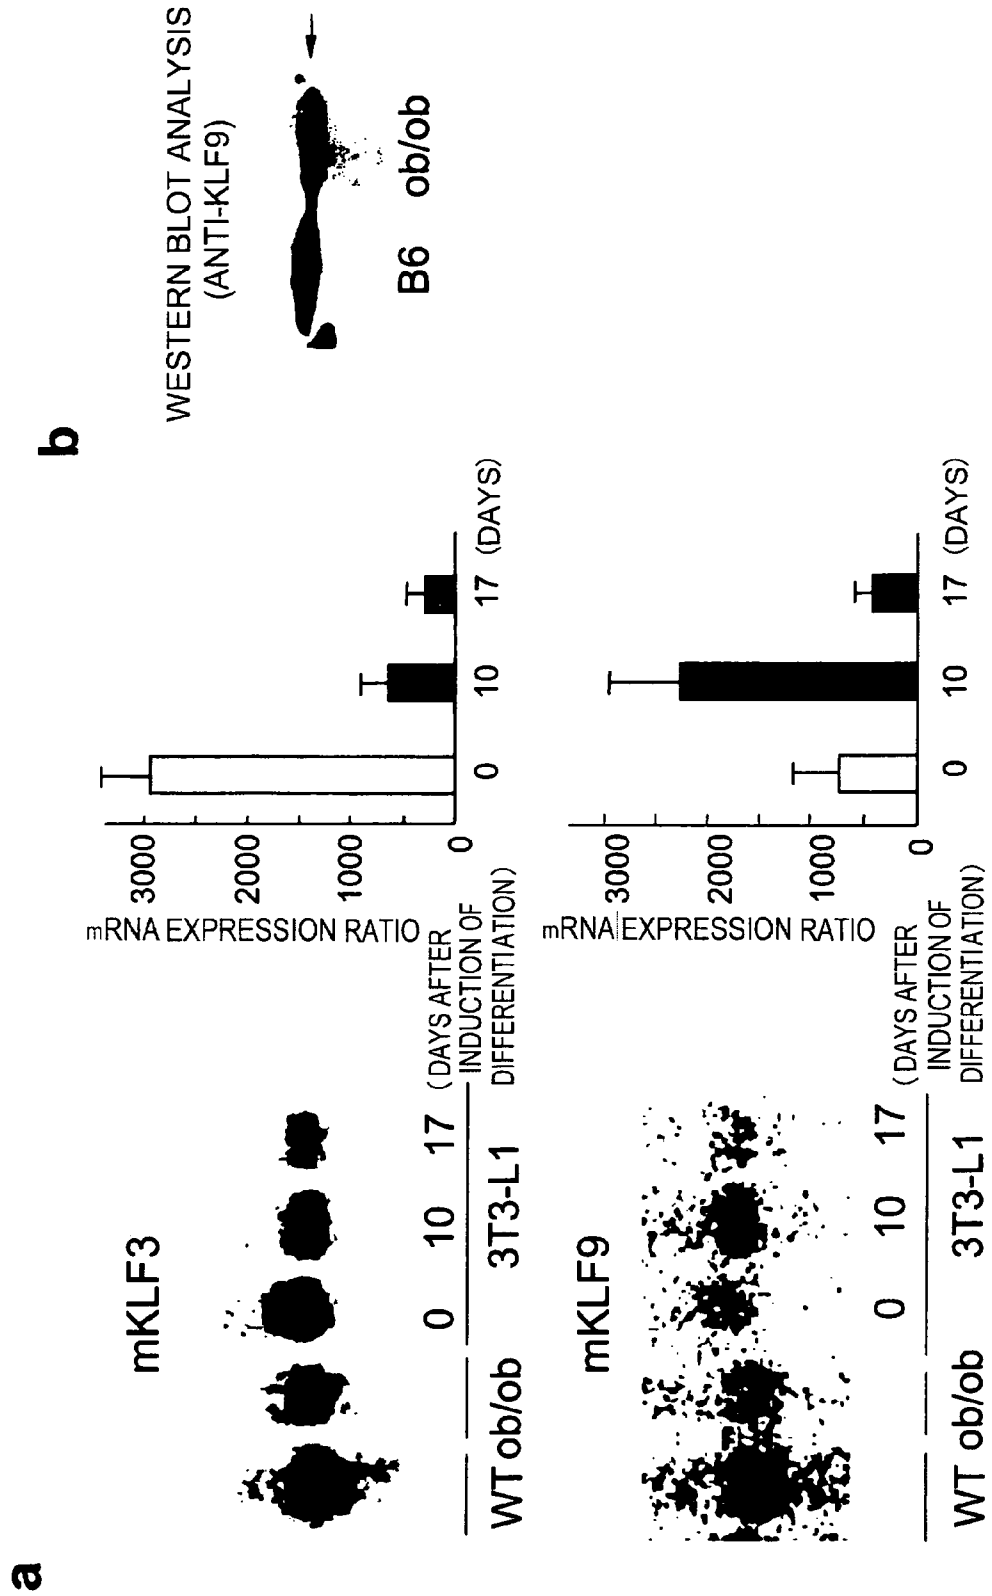 a
mKLF3
WT ob/ob
0 10 17
3T3-L1
(DAYS AFTER
INDUCTION OF
DIFFERENTIATION)
mRNA EXPRESSION RATIO
3000
2000
1000
0
0 10 17 (DAYS)
mKLF9
WT ob/ob
0 10 17
3T3-L1
(DAYS AFTER
INDUCTION OF
DIFFERENTIATION)
mRNA EXPRESSION RATIO
3000
2000
1000
0
0 10 17 (DAYS)
b
WESTERN BLOT ANALYSIS
(ANTI-KLF9)
B6 ob/ob